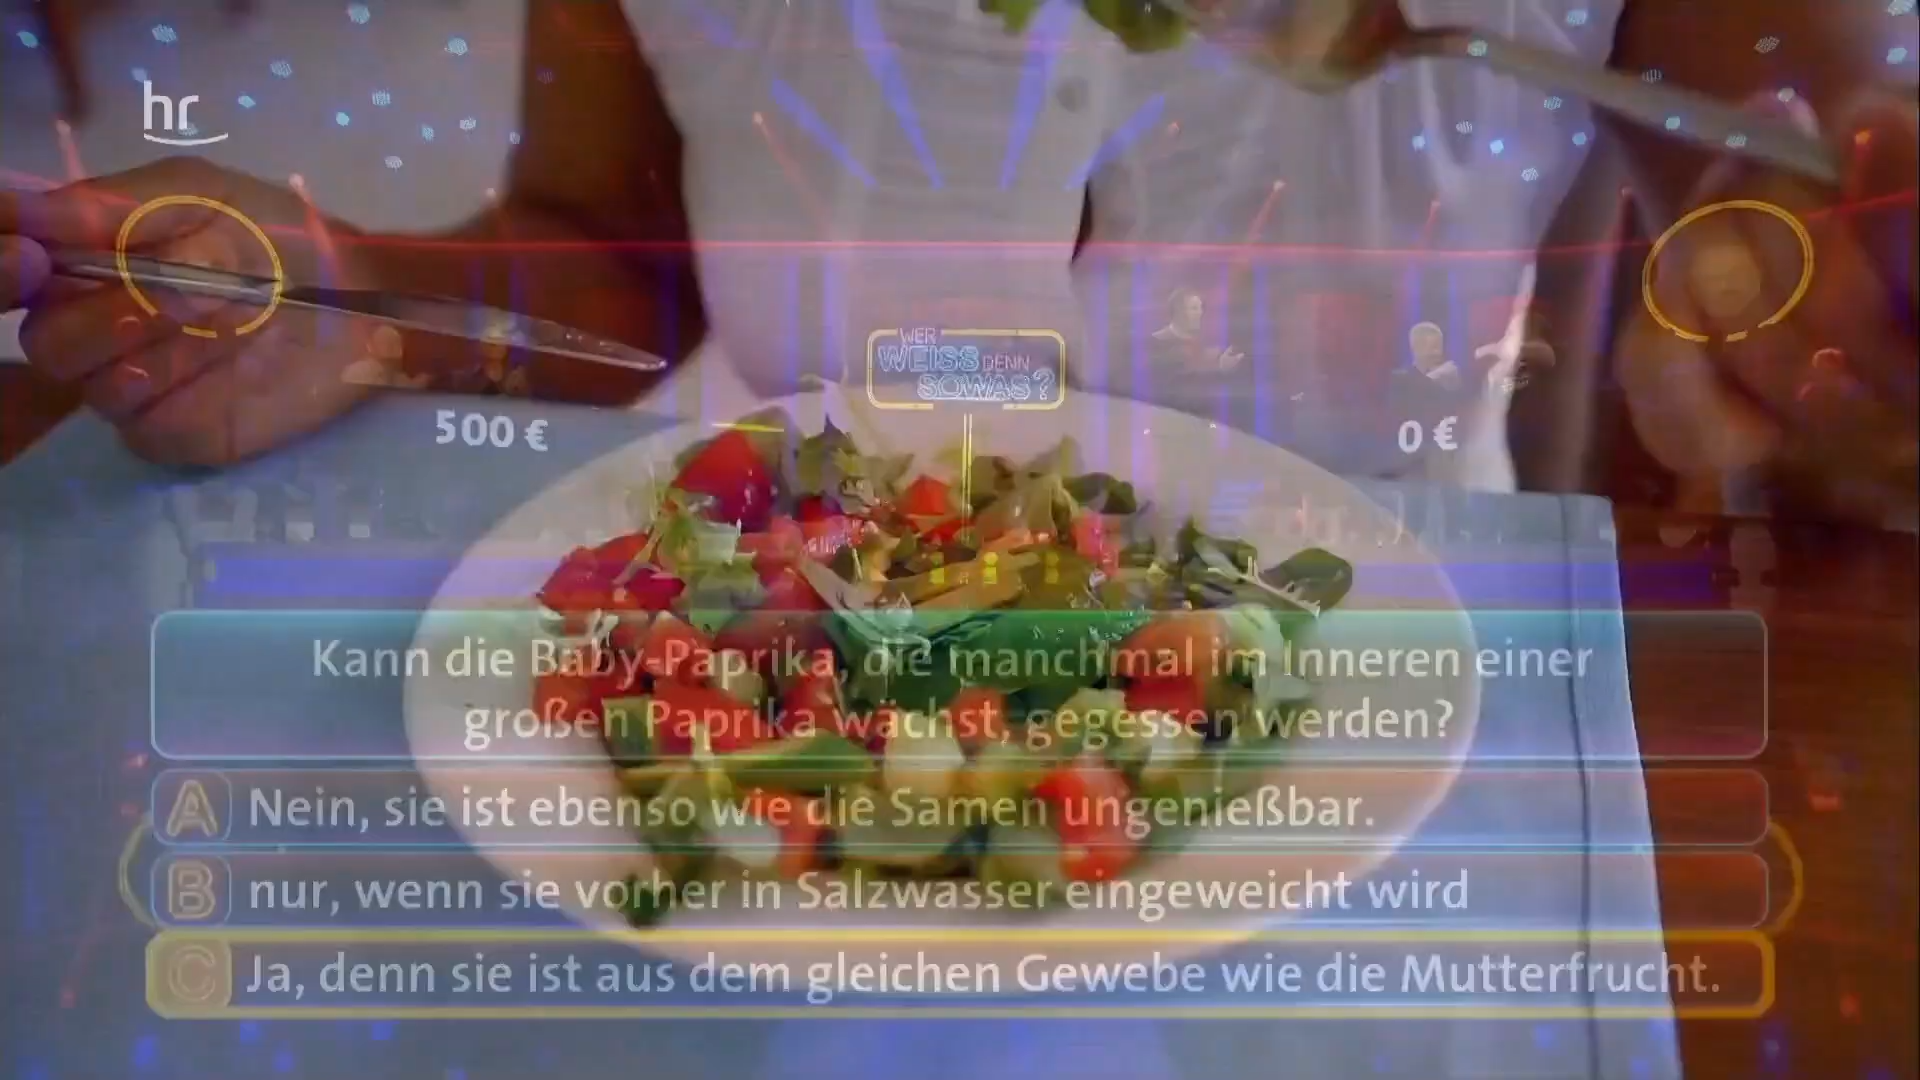 hr
WER
WEISS DENN
SOWAS?
500 €
0 €
Kann die Baby-Paprika, die manchmal im Inneren einer
großen Paprika wächst, gegessen werden?
A Nein, sie ist ebenso wie die Samen ungenießbar.
B nur, wenn sie vorher in Salzwasser eingeweicht wird
C Ja, denn sie ist aus dem gleichen Gewebe wie die Mutterfrucht.